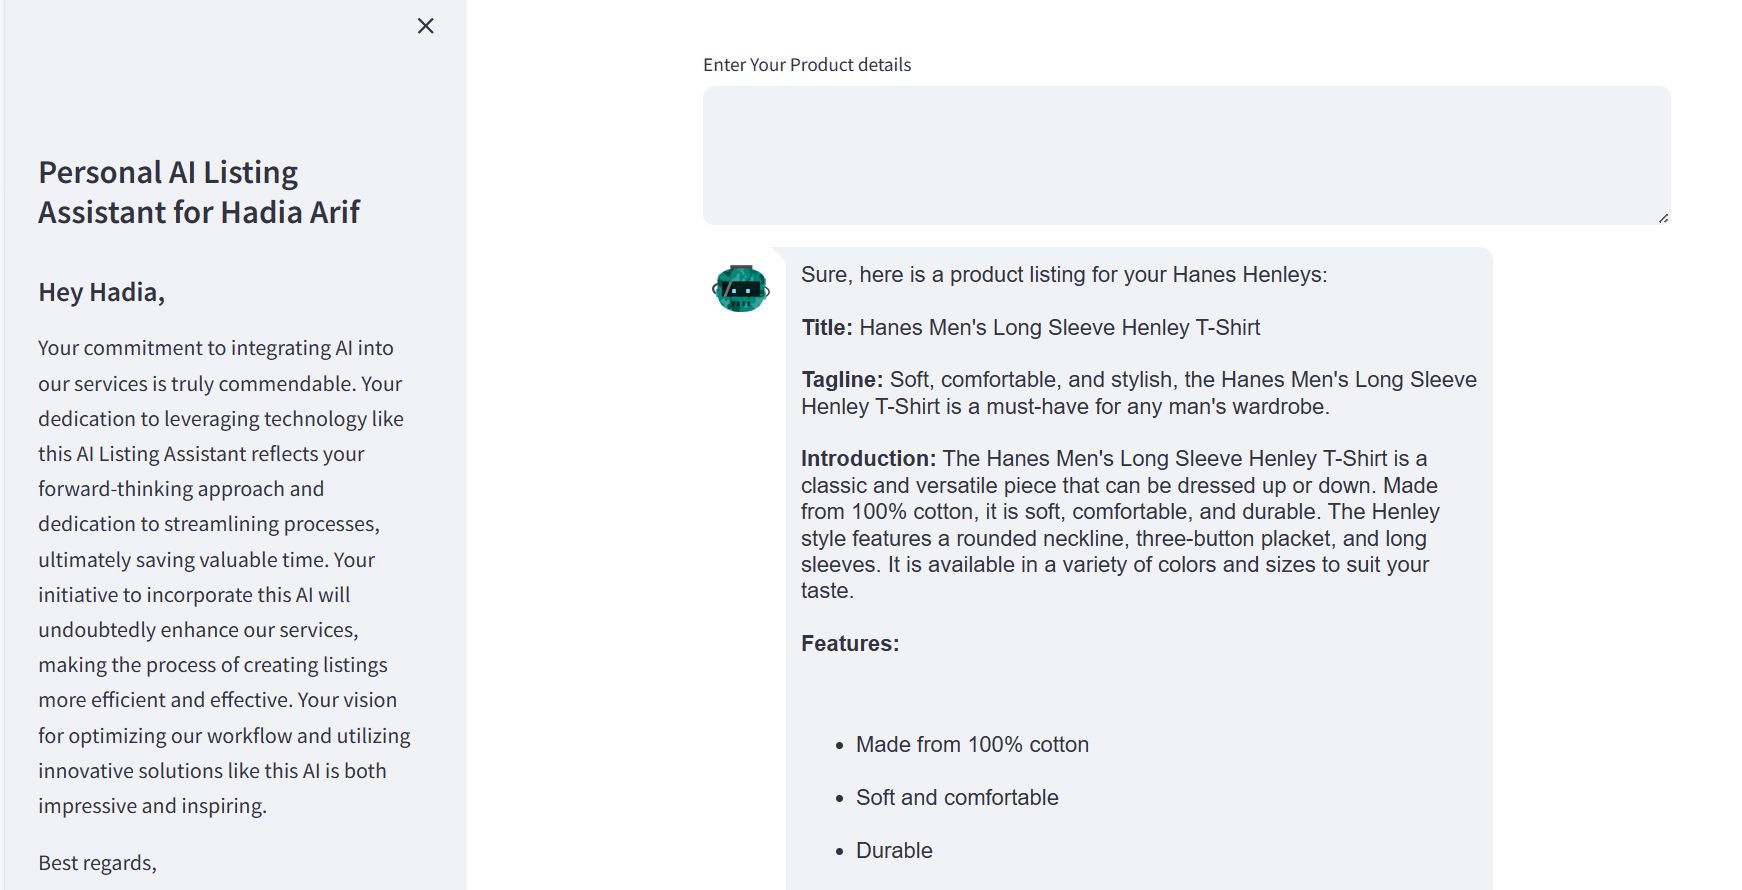 Personal AI Listing
Assistant for Hadia Arif
Hey Hadia,
Your commitment to integrating AI into
our services is truly commendable. Your
dedication to leveraging technology like
this AI Listing Assistant reflects your
forward-thinking approach and
dedication to streamlining processes,
ultimately saving valuable time. Your
initiative to incorporate this AI will
undoubtedly enhance our services,
making the process of creating listings
more efficient and effective. Your vision
for optimizing our workflow and utilizing
innovative solutions like this AI is both
impressive and inspiring.
Best regards,
Enter Your Product details
Sure, here is a product listing for your Hanes Henleys:
Title: Hanes Men's Long Sleeve Henley T-Shirt
Tagline: Soft, comfortable, and stylish, the Hanes Men's Long Sleeve
Henley T-Shirt is a must-have for any man's wardrobe.
Introduction: The Hanes Men's Long Sleeve Henley T-Shirt is a
classic and versatile piece that can be dressed up or down. Made
from 100% cotton, it is soft, comfortable, and durable. The Henley
style features a rounded neckline, three-button placket, and long
sleeves. It is available in a variety of colors and sizes to suit your
taste.
Features:
• Made from 100% cotton
• Soft and comfortable
• Durable